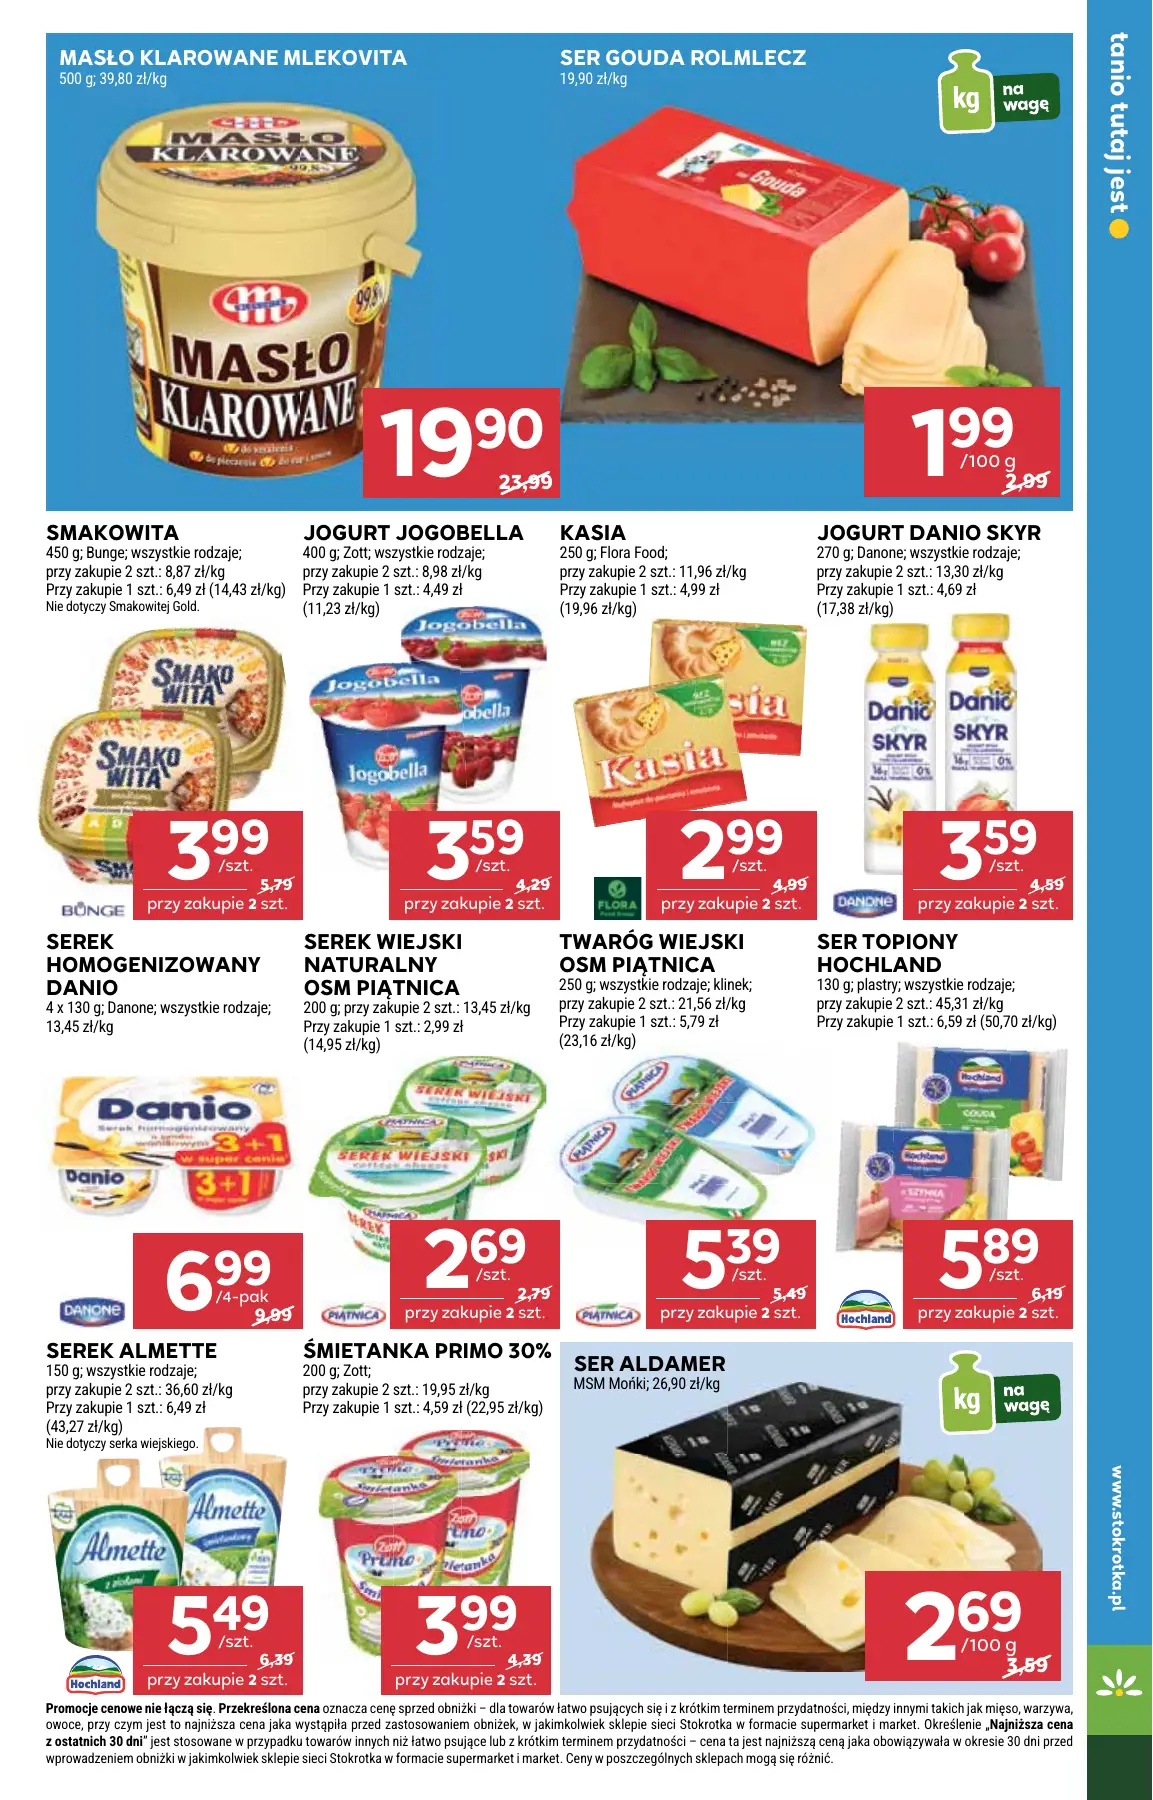 MASŁO KLAROWANE MLEKOVITA
500 g; 39,80 zł/kg
MASŁO
KLAROWANE
99,8%
MASŁO
KLAROWANE
19 90
23,99
SER GOUDA ROLMLECZ
19,90 zł/kg
kg na wagę
Gouda
1 99
/100 g
2,99
tanio tutaj jest
SMAKOWITA
450 g; Bunge; wszystkie rodzaje;
przy zakupie 2 szt.: 8,87 zł/kg
Przy zakupie 1 szt.: 6,49 zł (14,43 zł/kg)
Nie dotyczy Smakowitej Gold.
SMAKO
WITA
SMAKO
WITA
BUNGE
3 99
/szt.
5,79
przy zakupie 2 szt.
JOGURT JOGOBELLA
400 g; Zott; wszystkie rodzaje;
przy zakupie 2 szt.: 8,98 zł/kg
Przy zakupie 1 szt.: 4,49 zł
(11,23 zł/kg)
Jogobella
Jogobella
Jogobella
3 59
/szt.
4,29
przy zakupie 2 szt.
KASIA
250 g; Flora Food;
przy zakupie 2 szt.: 11,96 zł/kg
Przy zakupie 1 szt.: 4,99 zł
(19,96 zł/kg)
Kasia
FLORA
Food Group
2 99
/szt.
4,99
przy zakupie 2 szt.
JOGURT DANIO SKYR
270 g; Danone; wszystkie rodzaje;
przy zakupie 2 szt.: 13,30 zł/kg
Przy zakupie 1 szt.: 4,69 zł
(17,38 zł/kg)
Danio
SKYR
Danio
SKYR
DANONE
3 59
/szt.
4,59
przy zakupie 2 szt.
SEREK
HOMOGENIZOWANY
DANIO
4 x 130 g; Danone; wszystkie rodzaje;
13,45 zł/kg
Danio
Serek homogenizowany
3+1
w super cenie
Danio
3+1
DANONE
6 99
/4-pak
9,99
SEREK WIEJSKI
NATURALNY
OSM PIĄTNICA
200 g; przy zakupie 2 szt.: 13,45 zł/kg
Przy zakupie 1 szt.: 2,99 zł
(14,95 zł/kg)
PIĄTNICA
SEREK WIEJSKI
PIĄTNICA
SEREK WIEJSKI
PIĄTNICA
2 69
/szt.
2,79
przy zakupie 2 szt.
TWARÓG WIEJSKI
OSM PIĄTNICA
250 g; wszystkie rodzaje; klinek;
przy zakupie 2 szt.: 21,56 zł/kg
Przy zakupie 1 szt.: 5,79 zł
(23,16 zł/kg)
PIĄTNICA
TWARÓG WIEJSKI
PIĄTNICA
TWARÓG WIEJSKI
PIĄTNICA
5 39
/szt.
5,49
przy zakupie 2 szt.
SER TOPIONY
HOCHLAND
130 g; plastry; wszystkie rodzaje;
przy zakupie 2 szt.: 45,31 zł/kg
Przy zakupie 1 szt.: 6,59 zł (50,70 zł/kg)
Hochland
GOUDA
Hochland
z SZYNKĄ
Hochland
5 89
/szt.
6,19
przy zakupie 2 szt.
SEREK ALMETTE
150 g; wszystkie rodzaje;
przy zakupie 2 szt.: 36,60 zł/kg
Przy zakupie 1 szt.: 6,49 zł
(43,27 zł/kg)
Nie dotyczy serka wiejskiego.
Almette
śmietankowy
Almette
z ziołami
Hochland
5 49
/szt.
6,39
przy zakupie 2 szt.
ŚMIETANKA PRIMO 30%
200 g; Zott;
przy zakupie 2 szt.: 19,95 zł/kg
Przy zakupie 1 szt.: 4,59 zł (22,95 zł/kg)
Primo
Śmietanka
Zott
Primo
3 99
/szt.
4,39
przy zakupie 2 szt.
SER ALDAMER
MSM Mońki; 26,90 zł/kg
kg na wagę
2 69
/100 g
3,59
www.stokrotka.pl
Promocje cenowe nie łączą się. Przekreślona cena oznacza cenę sprzed obniżki – dla towarów łatwo psujących się i z krótkim terminem przydatności, między innymi takich jak mięso, warzywa,
owoce, przy czym jest to najniższa cena jaka wystąpiła przed zastosowaniem obniżek, w jakimkolwiek sklepie sieci Stokrotka w formacie supermarket i market. Określenie „Najniższa cena
z ostatnich 30 dni” jest stosowane w przypadku towarów innych niż łatwo psujące lub z krótkim terminem przydatności – cena ta jest najniższą ceną jaka obowiązywała w okresie 30 dni przed
wprowadzeniem obniżki w jakimkolwiek sklepie sieci Stokrotka w formacie supermarket i market. Ceny w poszczególnych sklepach mogą się różnić.